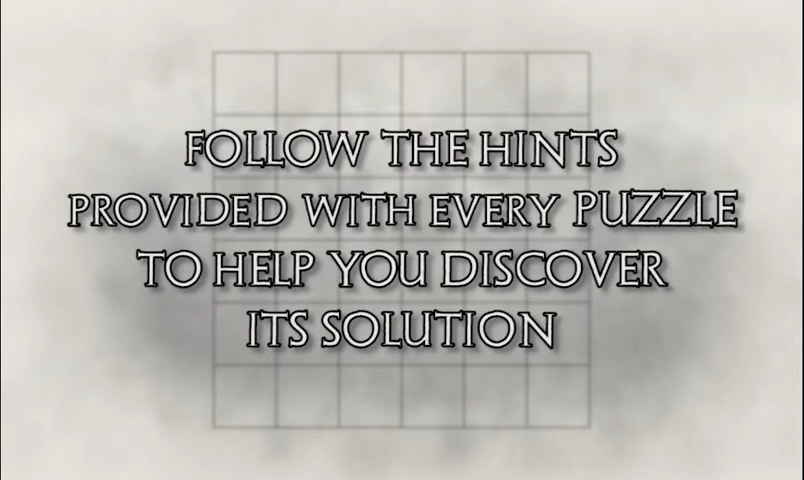 FOLLOW THE HINTS
PROVIDED WITH EVERY PUZZLE
TO HELP YOU DISCOVER
ITS SOLUTION